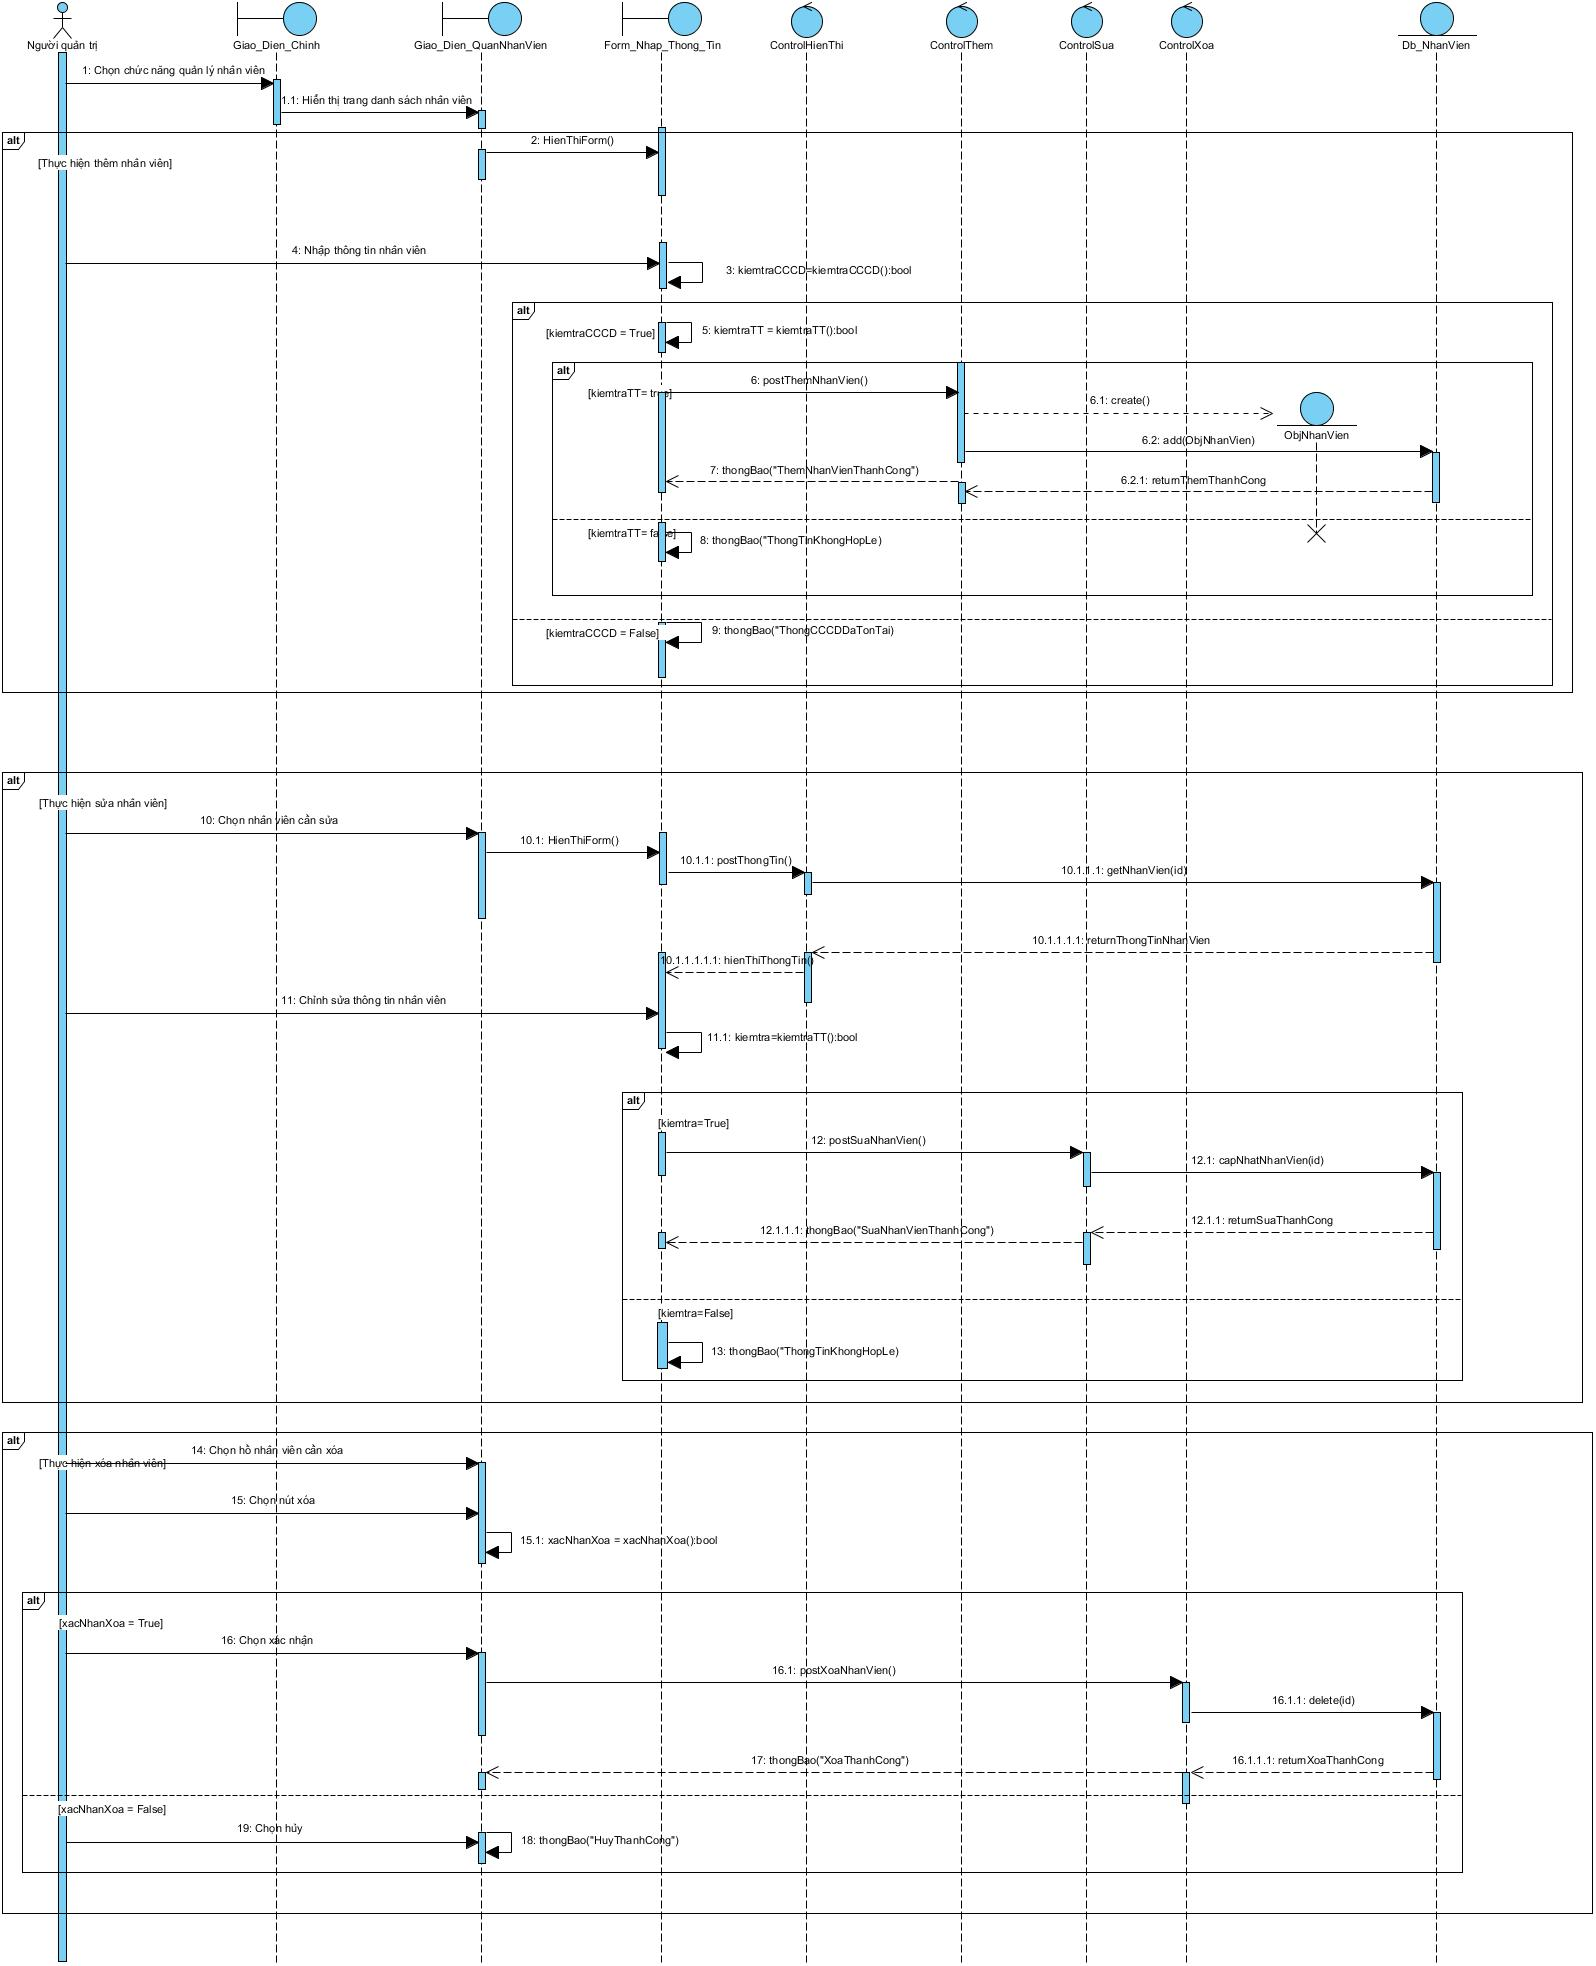 Người quản trị
Giao_Dien_Chinh
Giao_Dien_QuanNhanVien
Form_Nhap_Thong_Tin
ControlHienThi
ControlThem
ControlSua
ControlXoa
Db_NhanVien
1: Chọn chức năng quản lý nhân viên
1.1: Hiển thị trang danh sách nhân viên
alt
[Thực hiện thêm nhân viên]
2: HienThiForm()
4: Nhập thông tin nhân viên
3: kiemtraCCCD=kiemtraCCCD():bool
alt
[kiemtraCCCD = True]
5: kiemtraTT = kiemtraTT():bool
alt
[kiemtraTT= true]
6: postThemNhanVien()
6.1: create()
ObjNhanVien
6.2: add(ObjNhanVien)
7: thongBao("ThemNhanVienThanhCong")
6.2.1: returnThemThanhCong
[kiemtraTT= false]
8: thongBao("ThongTinKhongHopLe)
[kiemtraCCCD = False]
9: thongBao("ThongCCCDDaTonTai)
alt
[Thực hiện sửa nhân viên]
10: Chọn nhân viên cần sửa
10.1: HienThiForm()
10.1.1: postThongTin()
10.1.1.1: getNhanVien(id)
10.1.1.1.1: returnThongTinNhanVien
10.1.1.1.1.1: hienThiThongTin()
11: Chỉnh sửa thông tin nhân viên
11.1: kiemtra=kiemtraTT():bool
alt
[kiemtra=True]
12: postSuaNhanVien()
12.1: capNhatNhanVien(id)
12.1.1: returnSuaThanhCong
12.1.1.1: thongBao("SuaNhanVienThanhCong")
[kiemtra=False]
13: thongBao("ThongTinKhongHopLe)
alt
14: Chọn hồ nhân viên cần xóa
[Thực hiện xóa nhân viên]
15: Chọn nút xóa
15.1: xacNhanXoa = xacNhanXoa():bool
alt
[xacNhanXoa = True]
16: Chọn xác nhận
16.1: postXoaNhanVien()
16.1.1: delete(id)
17: thongBao("XoaThanhCong")
16.1.1.1: returnXoaThanhCong
[xacNhanXoa = False]
19: Chọn hủy
18: thongBao("HuyThanhCong")